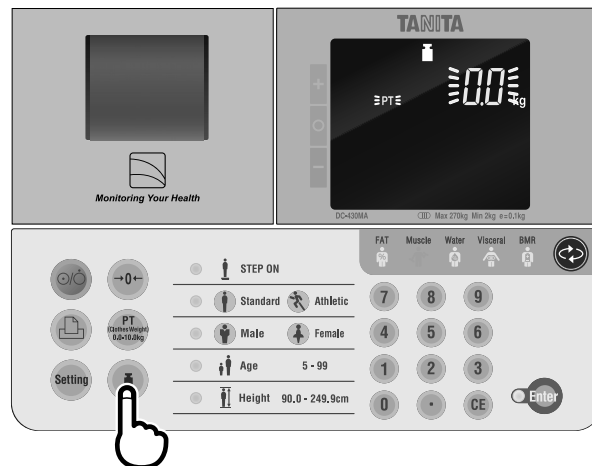 TANITA
PT
0.0
kg
Monitoring Your Health
DC-430MA
(III) Max 270kg Min 2kg e=0.1kg
FAT Muscle Water Visceral BMR
%
→0←
STEP ON
Standard Athletic
PT
(Clothes Weight)
0.0-10.0kg
Male Female
Setting
Age 5 - 99
Height 90.0 - 249.9cm
7 8 9
4 5 6
1 2 3
0 . CE
Enter